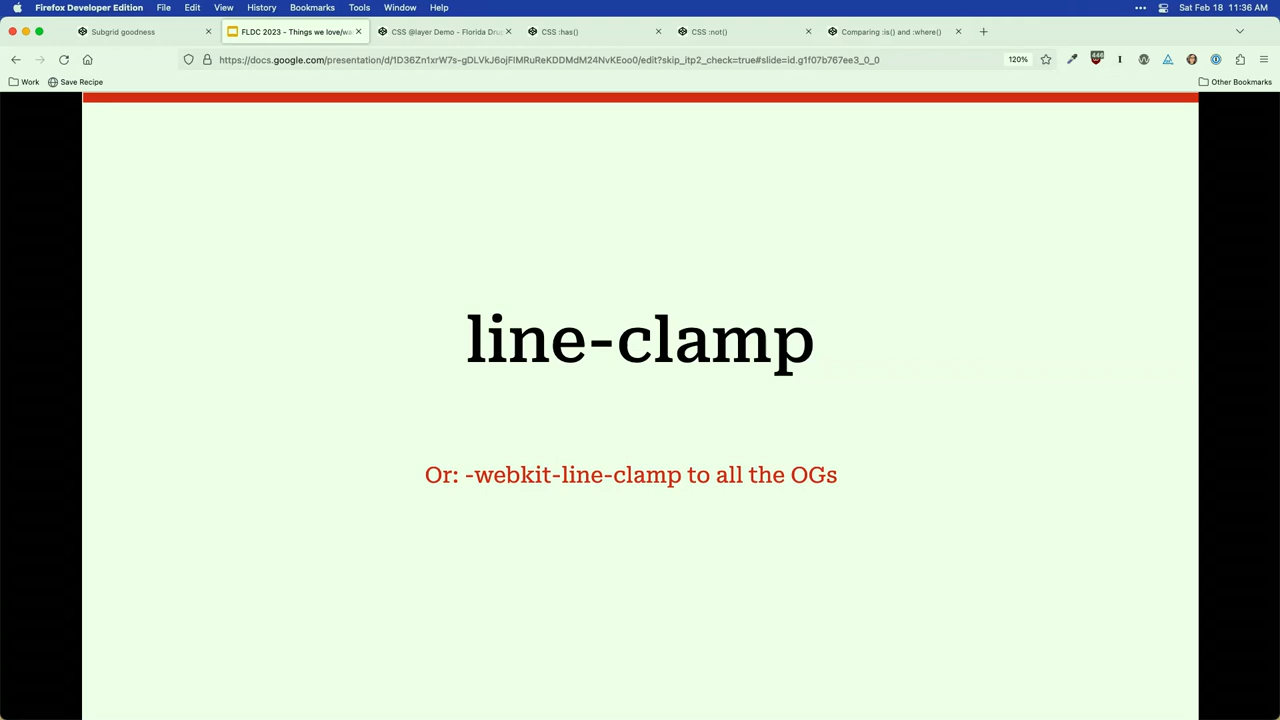 Firefox Developer Edition File Edit View History Bookmarks Tools Window Help Sat Feb 18 11:36 AM
Subgrid goodness FLDC 2023 - Things we love/wa CSS @layer Demo - Florida Dru CSS :has() CSS :not() Comparing :is() and :where()
https://docs.google.com/presentation/d/1D36Zn1xrW7s-gDLVkJ6ojFIMRuReKDDMdM24NvKEoo0/edit?skip_itp2_check=true#slide=id.g1f07b767ee3_0_0 120%
Work Save Recipe Other Bookmarks
line-clamp
Or: -webkit-line-clamp to all the OGs